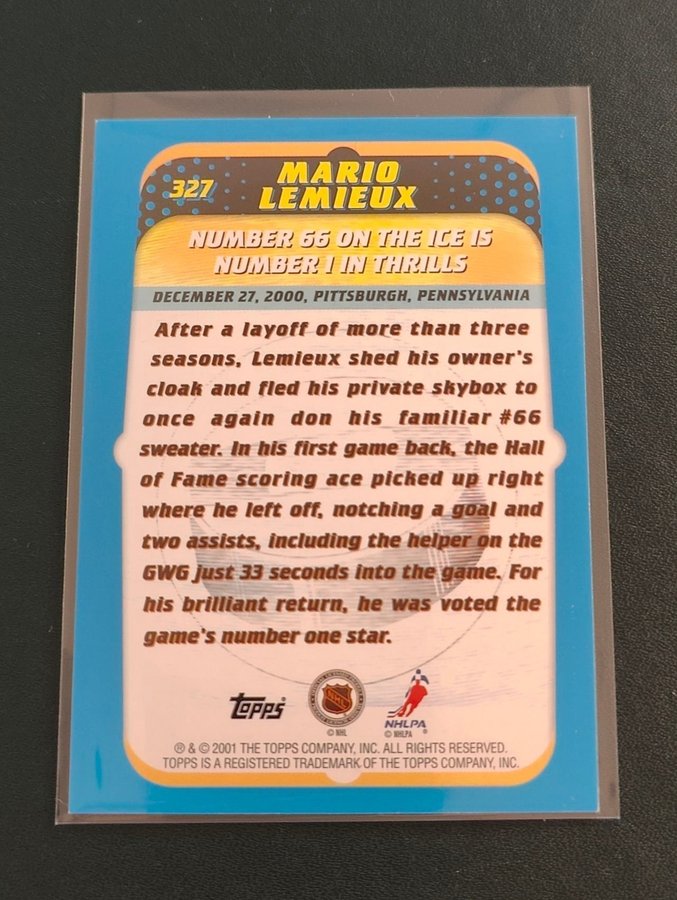 327
MARIO
LEMIEUX
NUMBER 66 ON THE ICE IS
NUMBER 1 IN THRILLS
DECEMBER 27, 2000, PITTSBURGH, PENNSYLVANIA
After a layoff of more than three
seasons, Lemieux shed his owner's
cloak and fled his private skybox to
once again don his familiar #66
sweater. In his first game back, the Hall
of Fame scoring ace picked up right
where he left off, notching a goal and
two assists, including the helper on the
GWG just 33 seconds into the game. For
his brilliant return, he was voted the
game's number one star.
Topps®
NHL
© NHL
NHLPA®
© NHLPA
® & © 2001 THE TOPPS COMPANY, INC. ALL RIGHTS RESERVED.
TOPPS IS A REGISTERED TRADEMARK OF THE TOPPS COMPANY, INC.